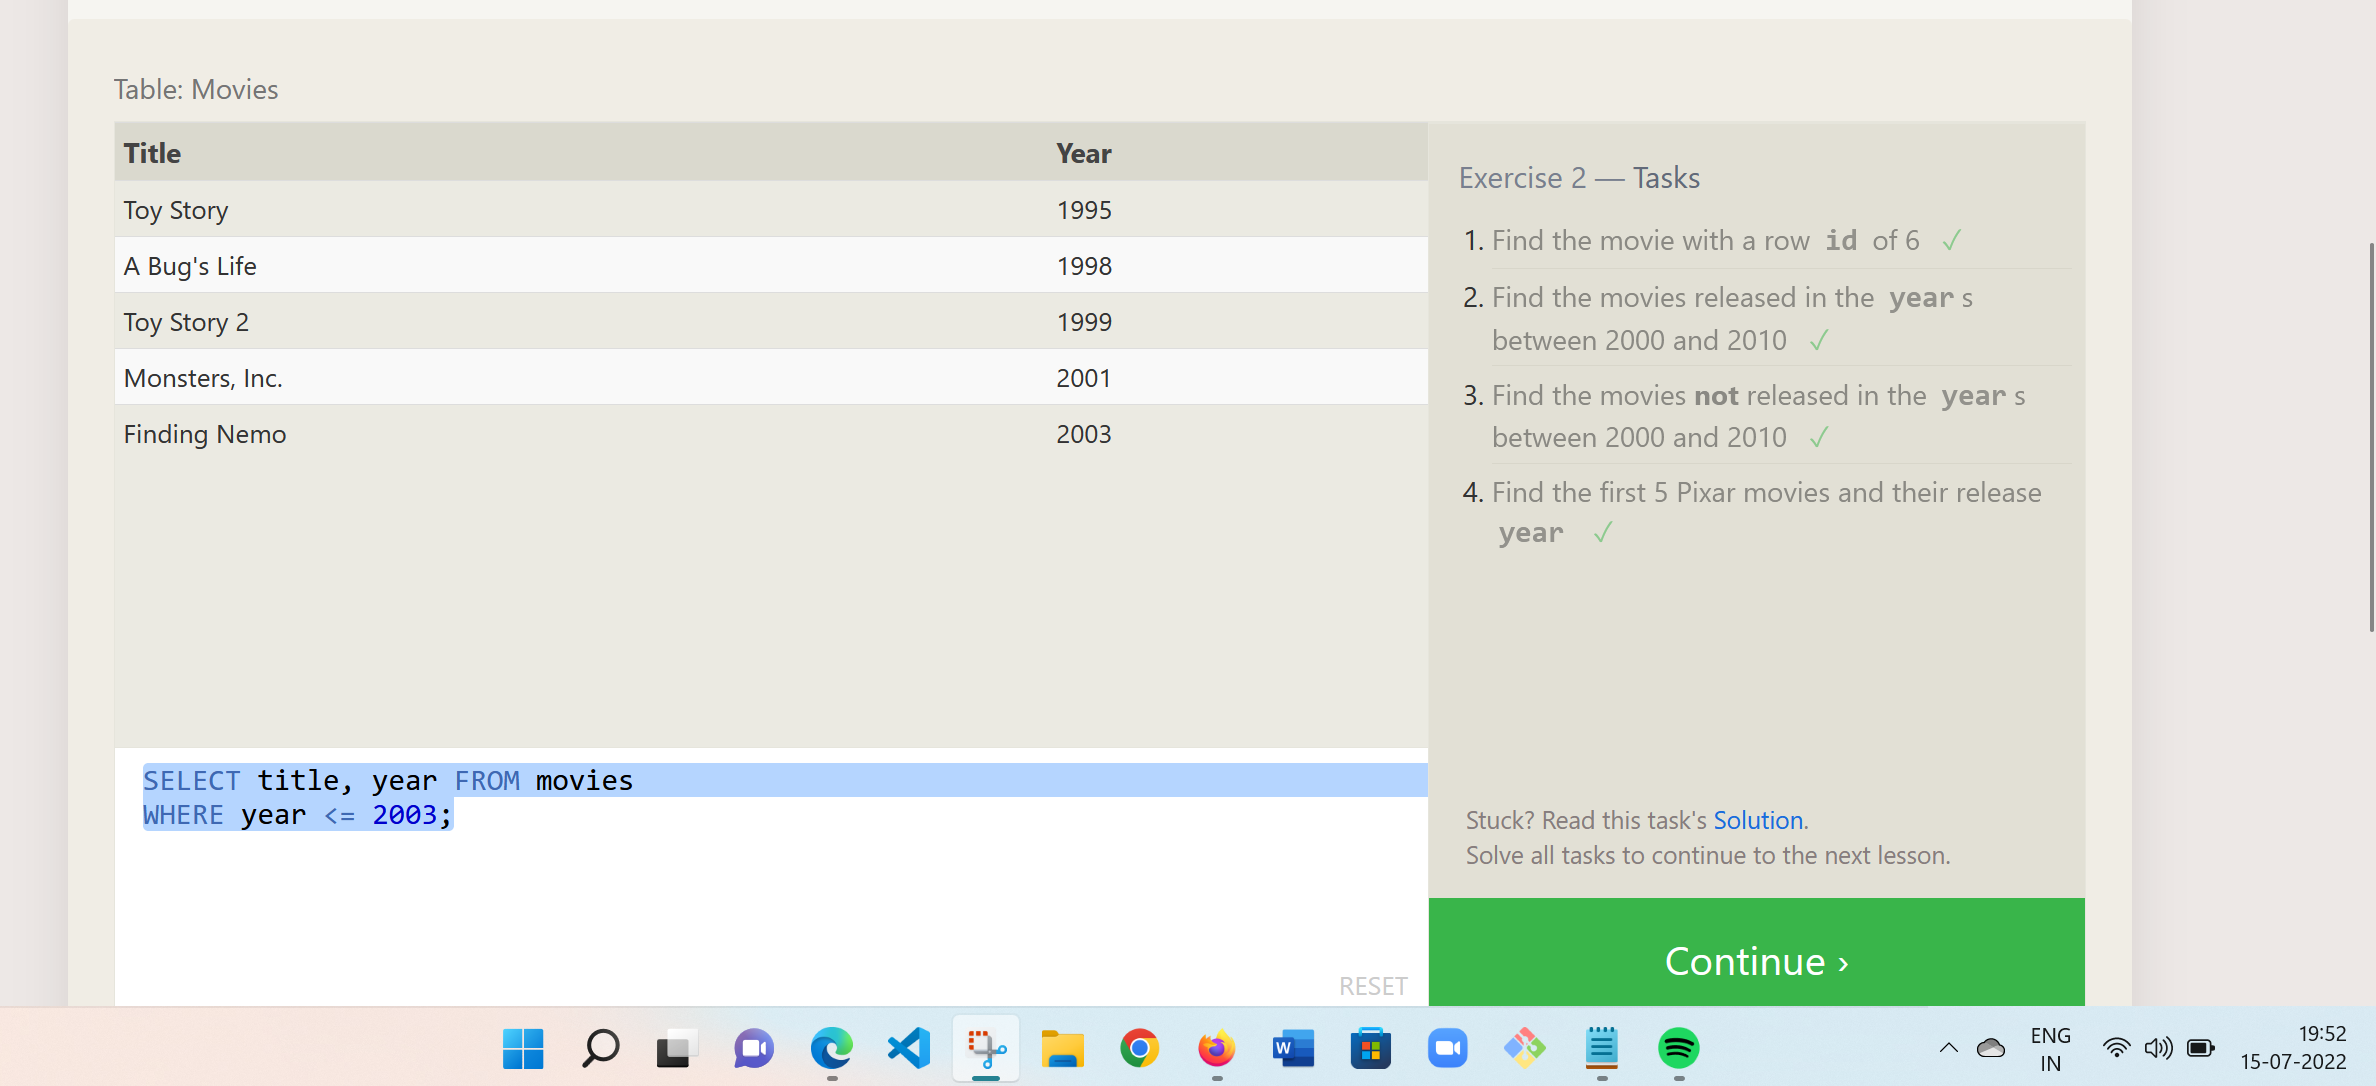 Table: Movies
Title Year
Toy Story 1995
A Bug's Life 1998
Toy Story 2 1999
Monsters, Inc. 2001
Finding Nemo 2003
SELECT title, year FROM movies
WHERE year <= 2003;
RESET
Exercise 2 — Tasks
1. Find the movie with a row id of 6 ✓
2. Find the movies released in the year s
between 2000 and 2010 ✓
3. Find the movies not released in the year s
between 2000 and 2010 ✓
4. Find the first 5 Pixar movies and their release
year ✓
Stuck? Read this task's Solution.
Solve all tasks to continue to the next lesson.
Continue ›
W
ENG
IN
19:52
15-07-2022